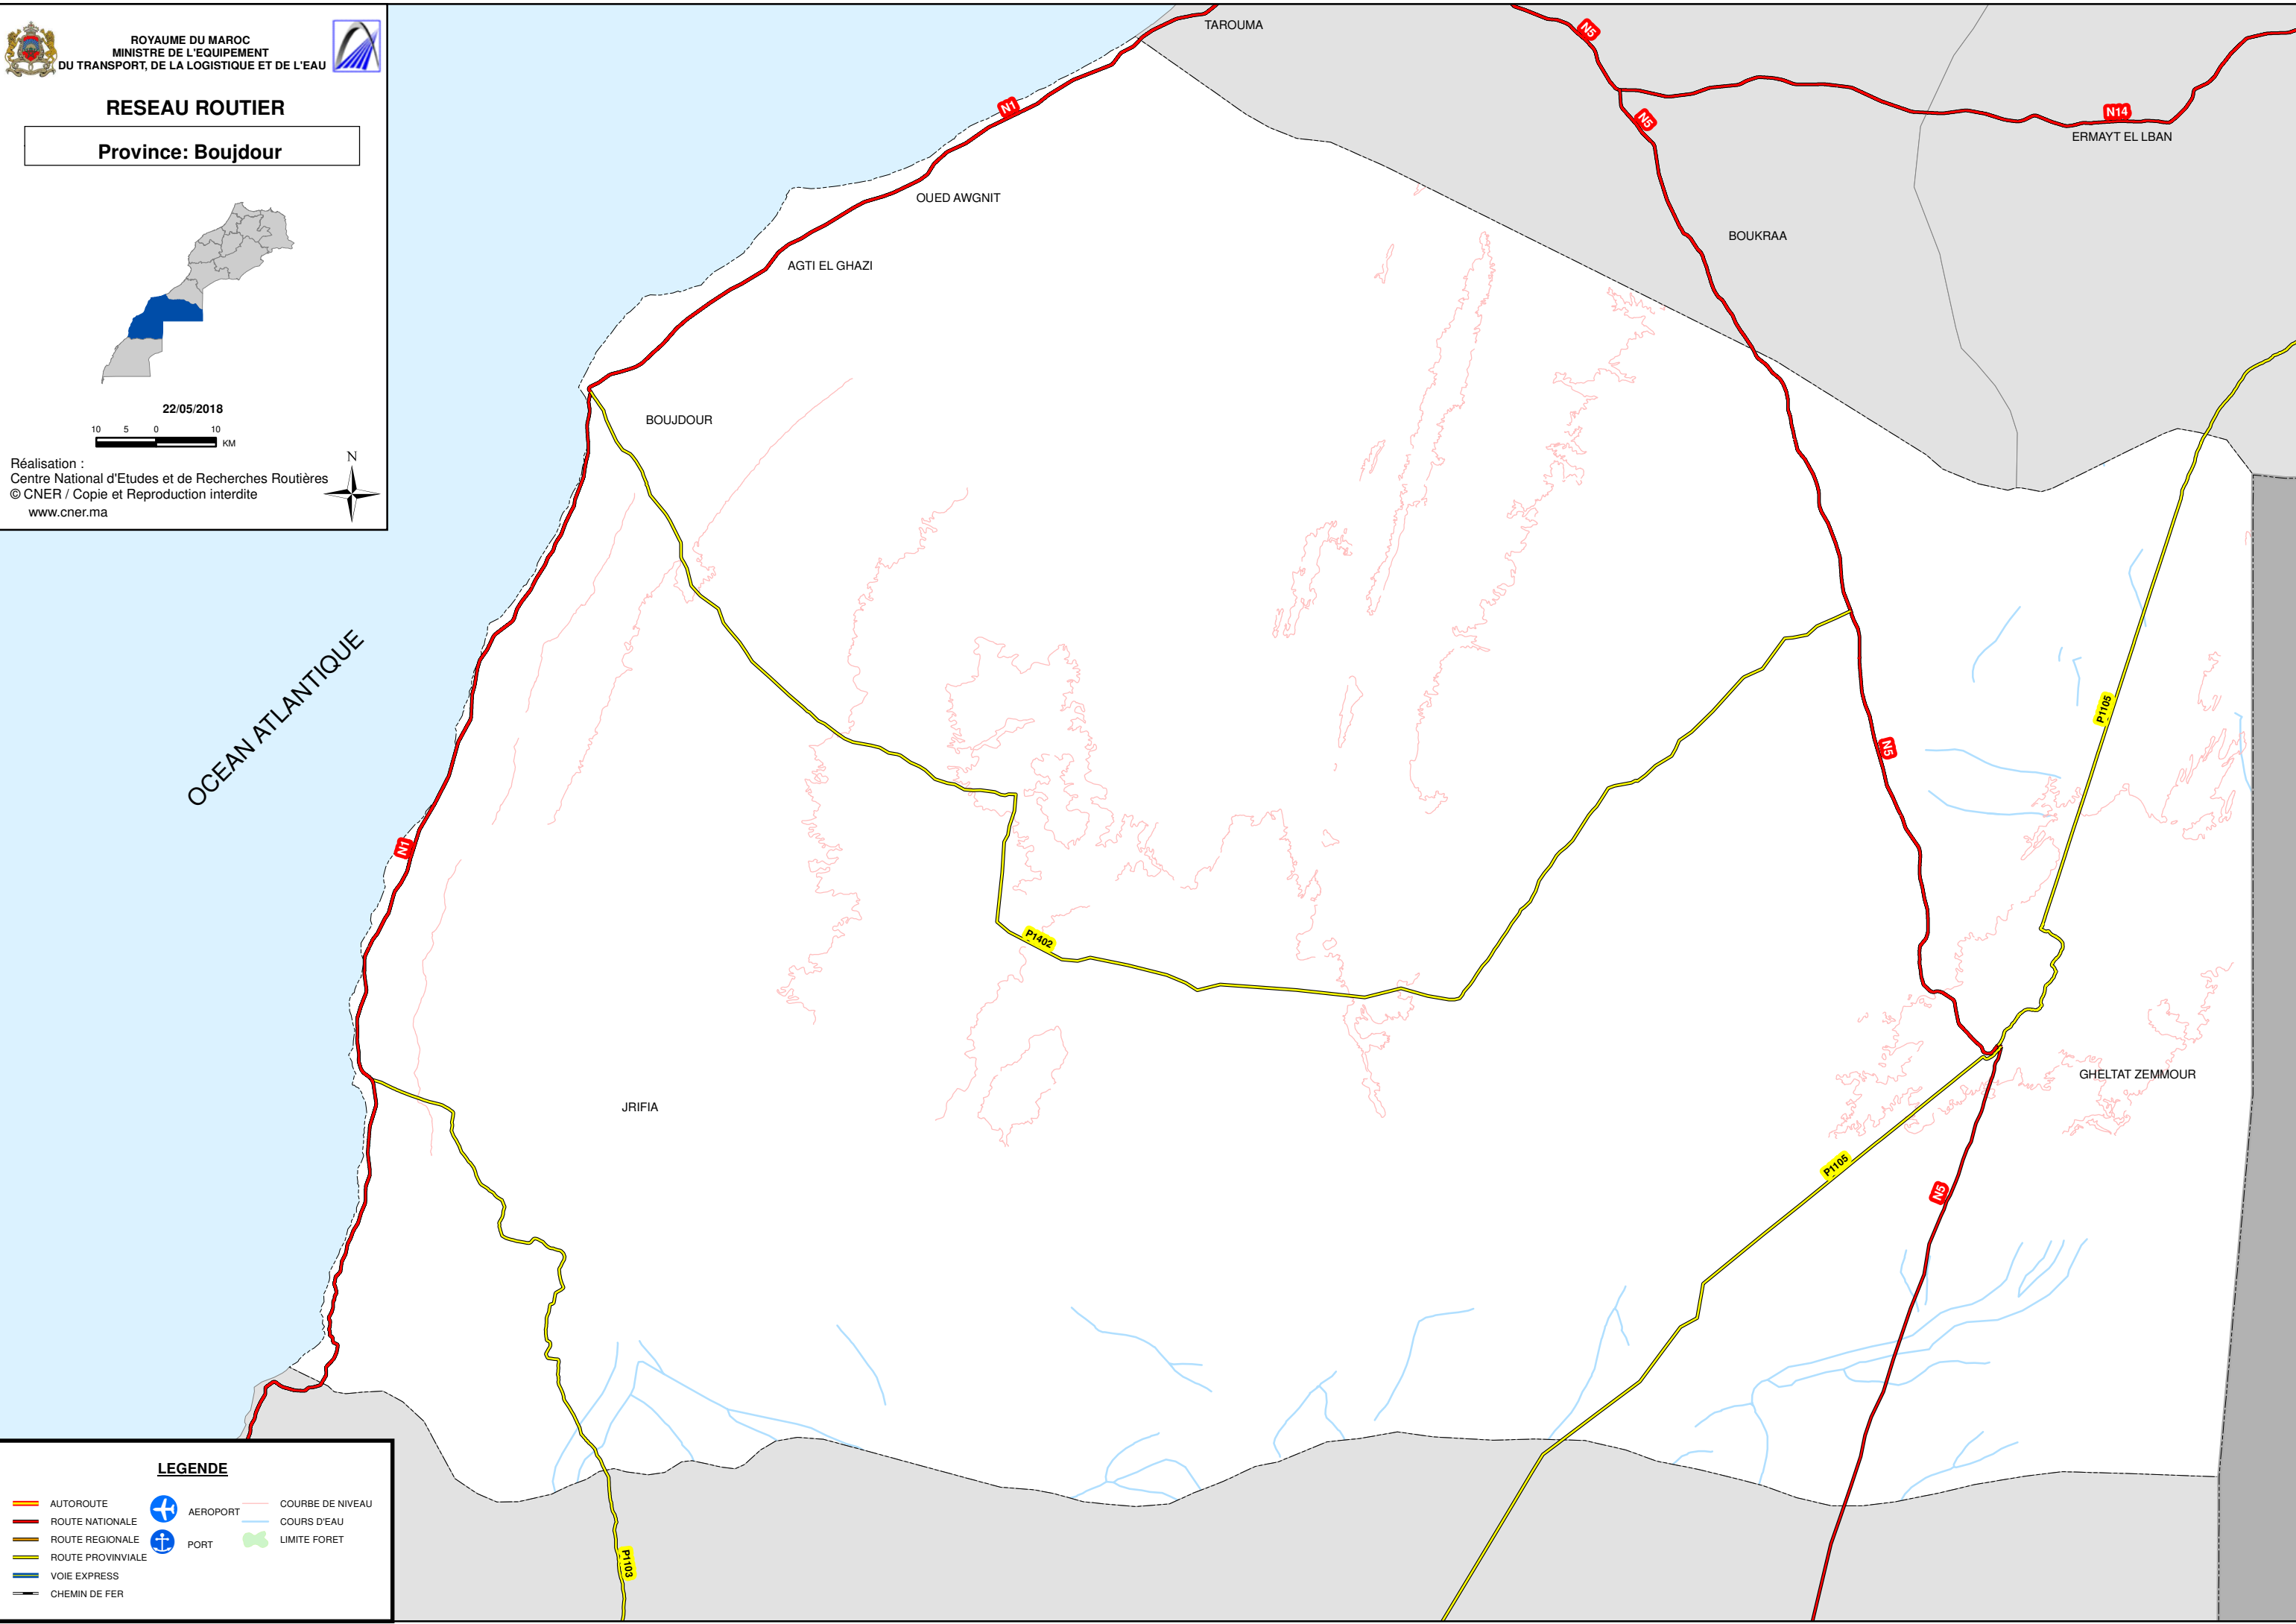 ROYAUME DU MAROC
MINISTRE DE L'EQUIPEMENT
DU TRANSPORT, DE LA LOGISTIQUE ET DE L'EAU
RESEAU ROUTIER
Province: Boujdour
22/05/2018
10 5 0 10
KM
N
Réalisation :
Centre National d'Etudes et de Recherches Routières
© CNER / Copie et Reproduction interdite
www.cner.ma
TAROUMA
N5
N1
N5
N14
ERMAYT EL LBAN
OUED AWGNIT
BOUKRAA
AGTI EL GHAZI
BOUJDOUR
OCEAN ATLANTIQUE
P1105
N5
N1
P1402
GHELTAT ZEMMOUR
JRIFIA
P1105
N5
P1103
LEGENDE
AUTOROUTE
ROUTE NATIONALE
ROUTE REGIONALE
ROUTE PROVINVIALE
VOIE EXPRESS
CHEMIN DE FER
AEROPORT
PORT
COURBE DE NIVEAU
COURS D'EAU
LIMITE FORET